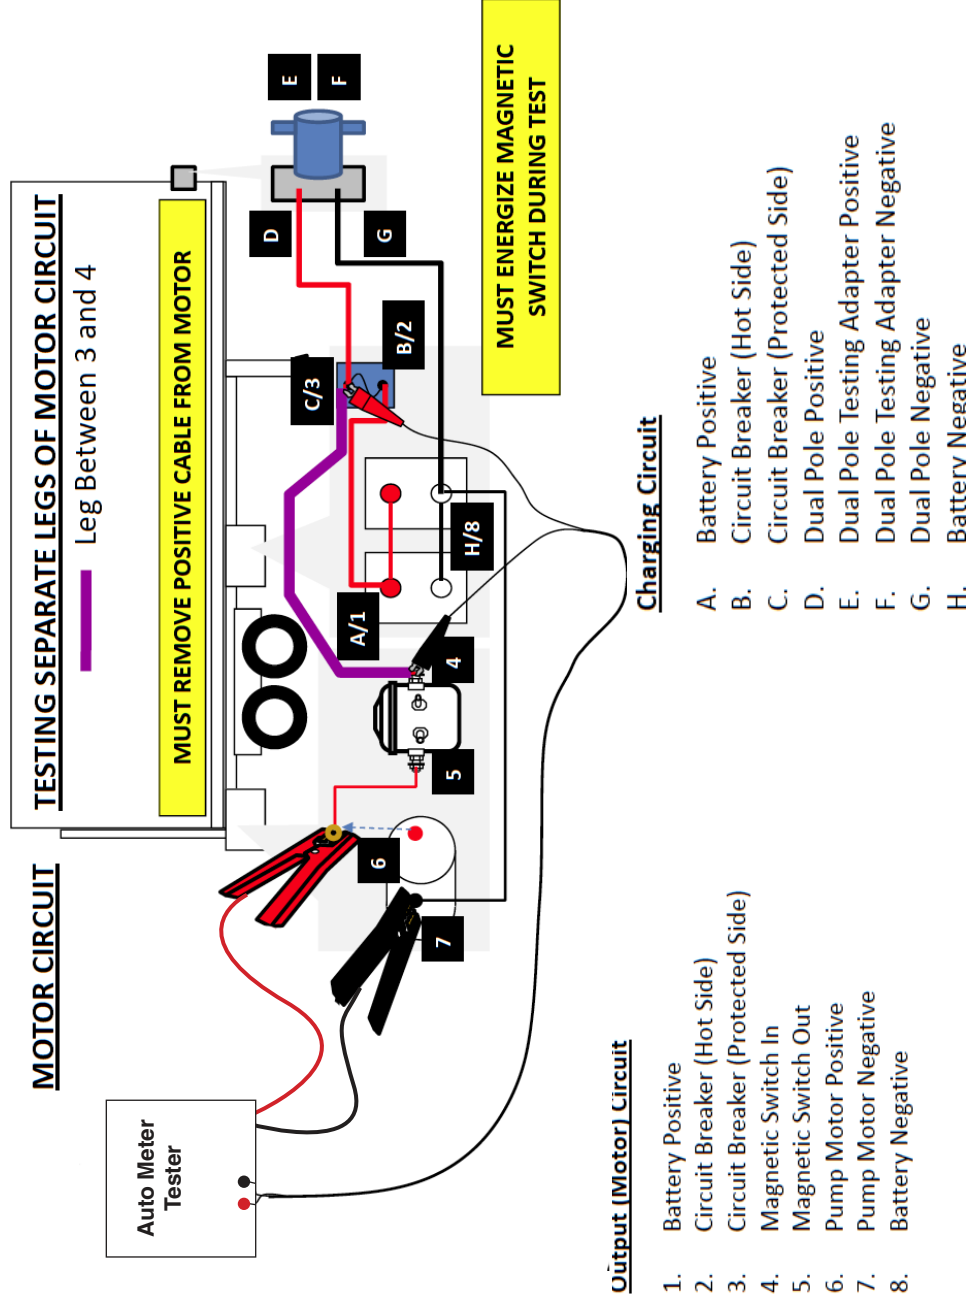 MOTOR CIRCUIT
TESTING SEPARATE LEGS OF MOTOR CIRCUIT
Leg Between 3 and 4
MUST REMOVE POSITIVE CABLE FROM MOTOR
Auto Meter
Tester
E
F
D
G
C/3
B/2
A/1
H/8
4
5
6
7
MUST ENERGIZE MAGNETIC
SWITCH DURING TEST
Output (Motor) Circuit
1. Battery Positive
2. Circuit Breaker (Hot Side)
3. Circuit Breaker (Protected Side)
4. Magnetic Switch In
5. Magnetic Switch Out
6. Pump Motor Positive
7. Pump Motor Negative
8. Battery Negative
Charging Circuit
A. Battery Positive
B. Circuit Breaker (Hot Side)
C. Circuit Breaker (Protected Side)
D. Dual Pole Positive
E. Dual Pole Testing Adapter Positive
F. Dual Pole Testing Adapter Negative
G. Dual Pole Negative
H. Battery Negative